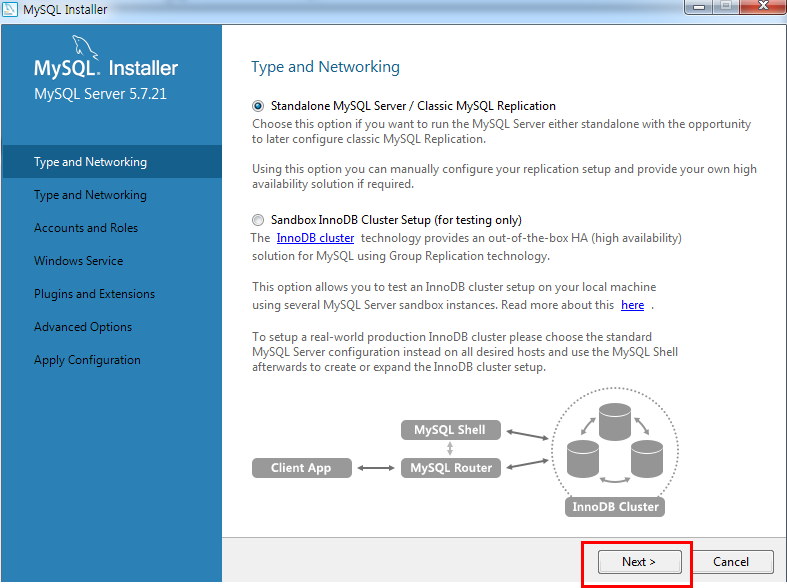 MySQL Installer
MySQL. Installer
MySQL Server 5.7.21
Type and Networking
Type and Networking
Accounts and Roles
Windows Service
Plugins and Extensions
Advanced Options
Apply Configuration
Type and Networking
Standalone MySQL Server / Classic MySQL Replication
Choose this option if you want to run the MySQL Server either standalone with the opportunity
to later configure classic MySQL Replication.
Using this option you can manually configure your replication setup and provide your own high
availability solution if required.
Sandbox InnoDB Cluster Setup (for testing only)
The InnoDB cluster technology provides an out-of-the-box HA (high availability)
solution for MySQL using Group Replication technology.
This option allows you to test an InnoDB cluster setup on your local machine
using several MySQL Server sandbox instances. Read more about this here .
To setup a real-world production InnoDB cluster please choose the standard
MySQL Server configuration instead on all desired hosts and use the MySQL Shell
afterwards to create or expand the InnoDB cluster setup.
MySQL Shell
Client App
MySQL Router
InnoDB Cluster
Next >
Cancel